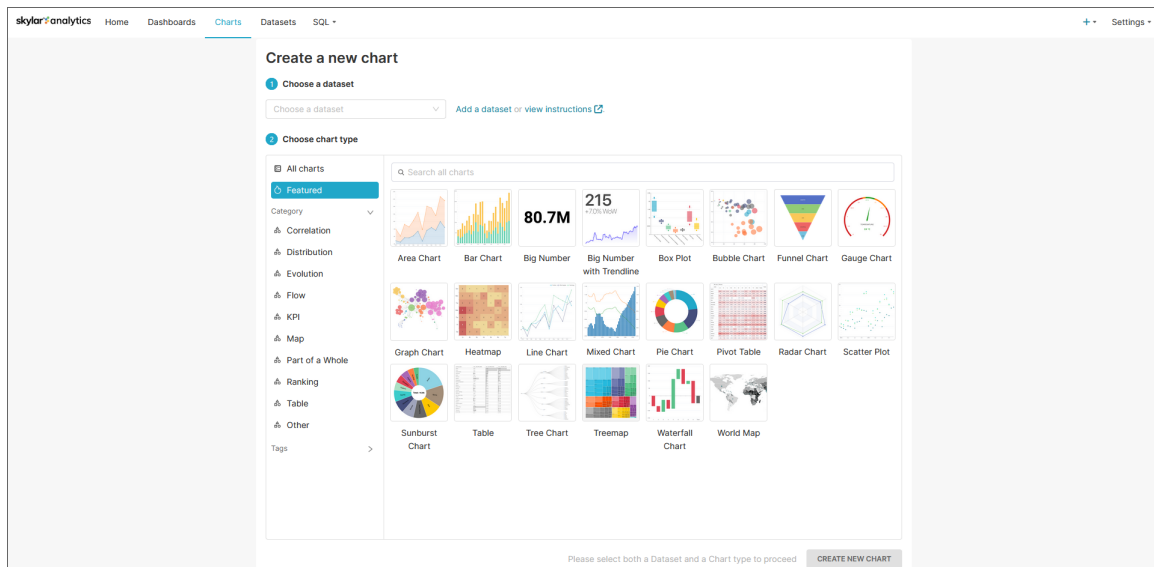 skylar analytics Home Dashboards Charts Datasets SQL Settings
Create a new chart
1 Choose a dataset
Choose a dataset Add a dataset or view instructions.
2 Choose chart type
All charts
Search all charts
Featured
Category
Correlation
Distribution
Evolution
Flow
KPI
Map
Part of a Whole
Ranking
Table
Other
Tags
80.7M
215
+7.0% WoW
Area Chart Bar Chart Big Number Big Number with Trendline Box Plot Bubble Chart Funnel Chart Gauge Chart
Graph Chart Heatmap Line Chart Mixed Chart Pie Chart Pivot Table Radar Chart Scatter Plot
Sunburst Chart Table Tree Chart Treemap Waterfall Chart World Map
Please select both a Dataset and a Chart type to proceed CREATE NEW CHART